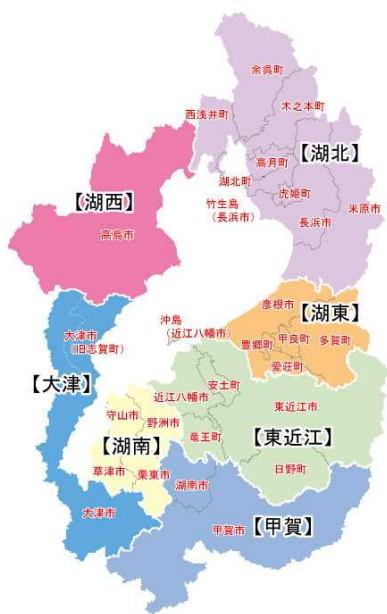 余呉町
木之本町
西浅井町
【湖北】
高月町
湖北町
虎姫町
竹生島
(長浜市)
米原市
長浜市
【湖西】
高島市
彦根市
【湖東】
沖島
(近江八幡市)
甲良町
多賀町
豊郷町
愛荘町
大津市
(旧志賀町)
【大津】
安土町
近江八幡市
東近江市
守山市
野洲市
竜王町
【東近江】
【湖南】
日野町
草津市
栗東市
湖南市
大津市
甲賀市
【甲賀】